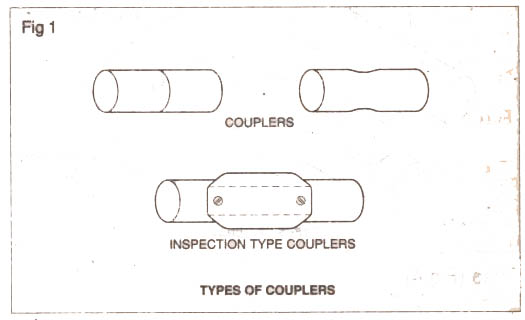 Fig 1
COUPLERS
INSPECTION TYPE COUPLERS
TYPES OF COUPLERS